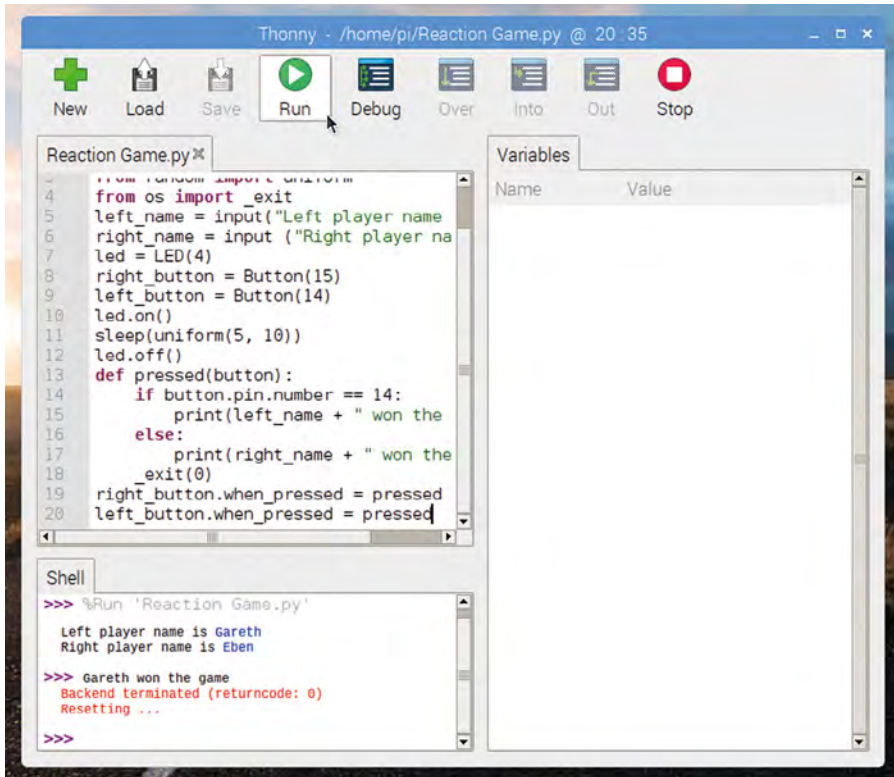 Thonny - /home/pi/Reaction Game.py @ 20 : 35
New Load Save Run Debug Over Into Out Stop
Reaction Game.py
Variables
Name Value
3 from random import uniform
4 from os import _exit
5 left_name = input("Left player name
6 right_name = input ("Right player na
7 led = LED(4)
8 right_button = Button(15)
9 left_button = Button(14)
10 led.on()
11 sleep(uniform(5, 10))
12 led.off()
13 def pressed(button):
14 if button.pin.number == 14:
15 print(left_name + " won the
16 else:
17 print(right_name + " won the
18 _exit(0)
19 right_button.when_pressed = pressed
20 left_button.when_pressed = pressed
Shell
>>> %Run 'Reaction Game.py'
Left player name is Gareth
Right player name is Eben
>>> Gareth won the game
Backend terminated (returncode: 0)
Resetting ...
>>>